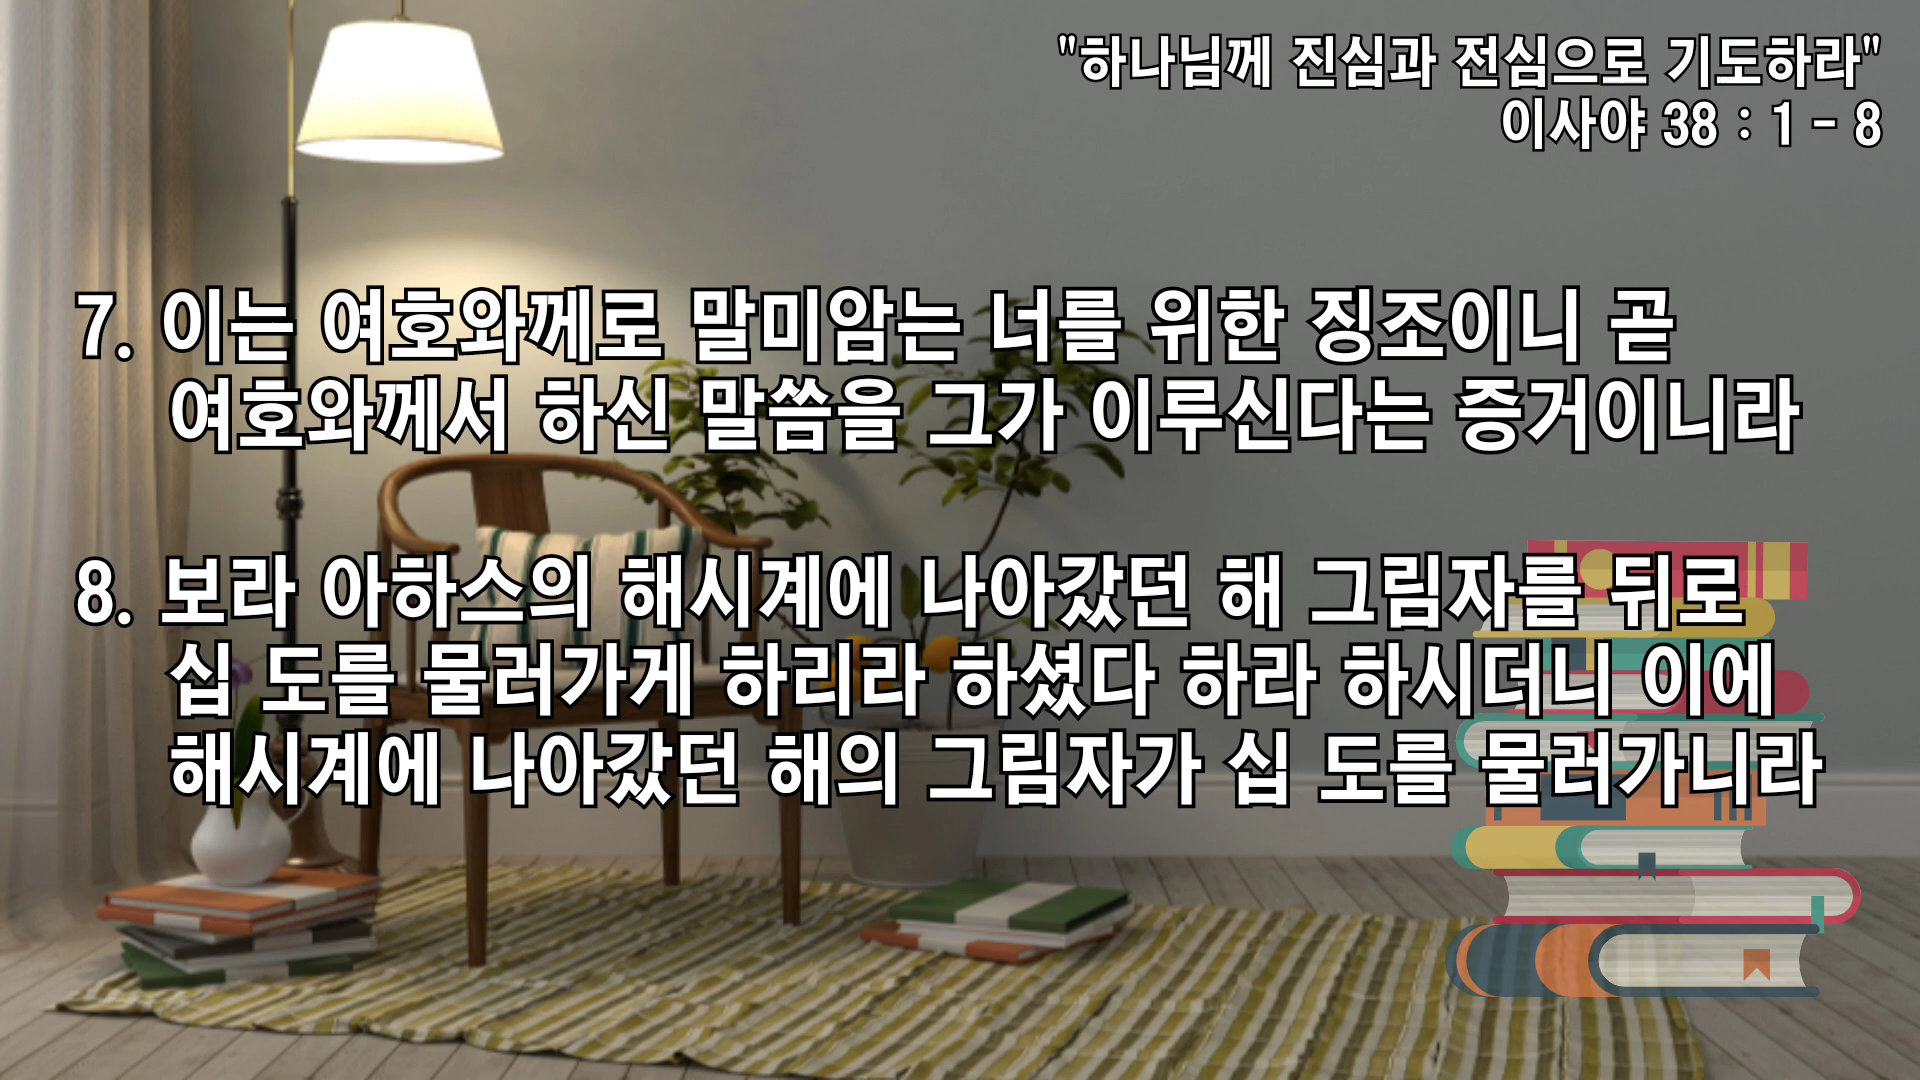 "하나님께 진심과 전심으로 기도하라"
이사야 38 : 1 - 8
7. 이는 여호와께로 말미암는 너를 위한 징조이니 곧
여호와께서 하신 말씀을 그가 이루신다는 증거이니라
8. 보라 아하스의 해시계에 나아갔던 해 그림자를 뒤로
십 도를 물러가게 하리라 하셨다 하라 하시더니 이에
해시계에 나아갔던 해의 그림자가 십 도를 물러가니라